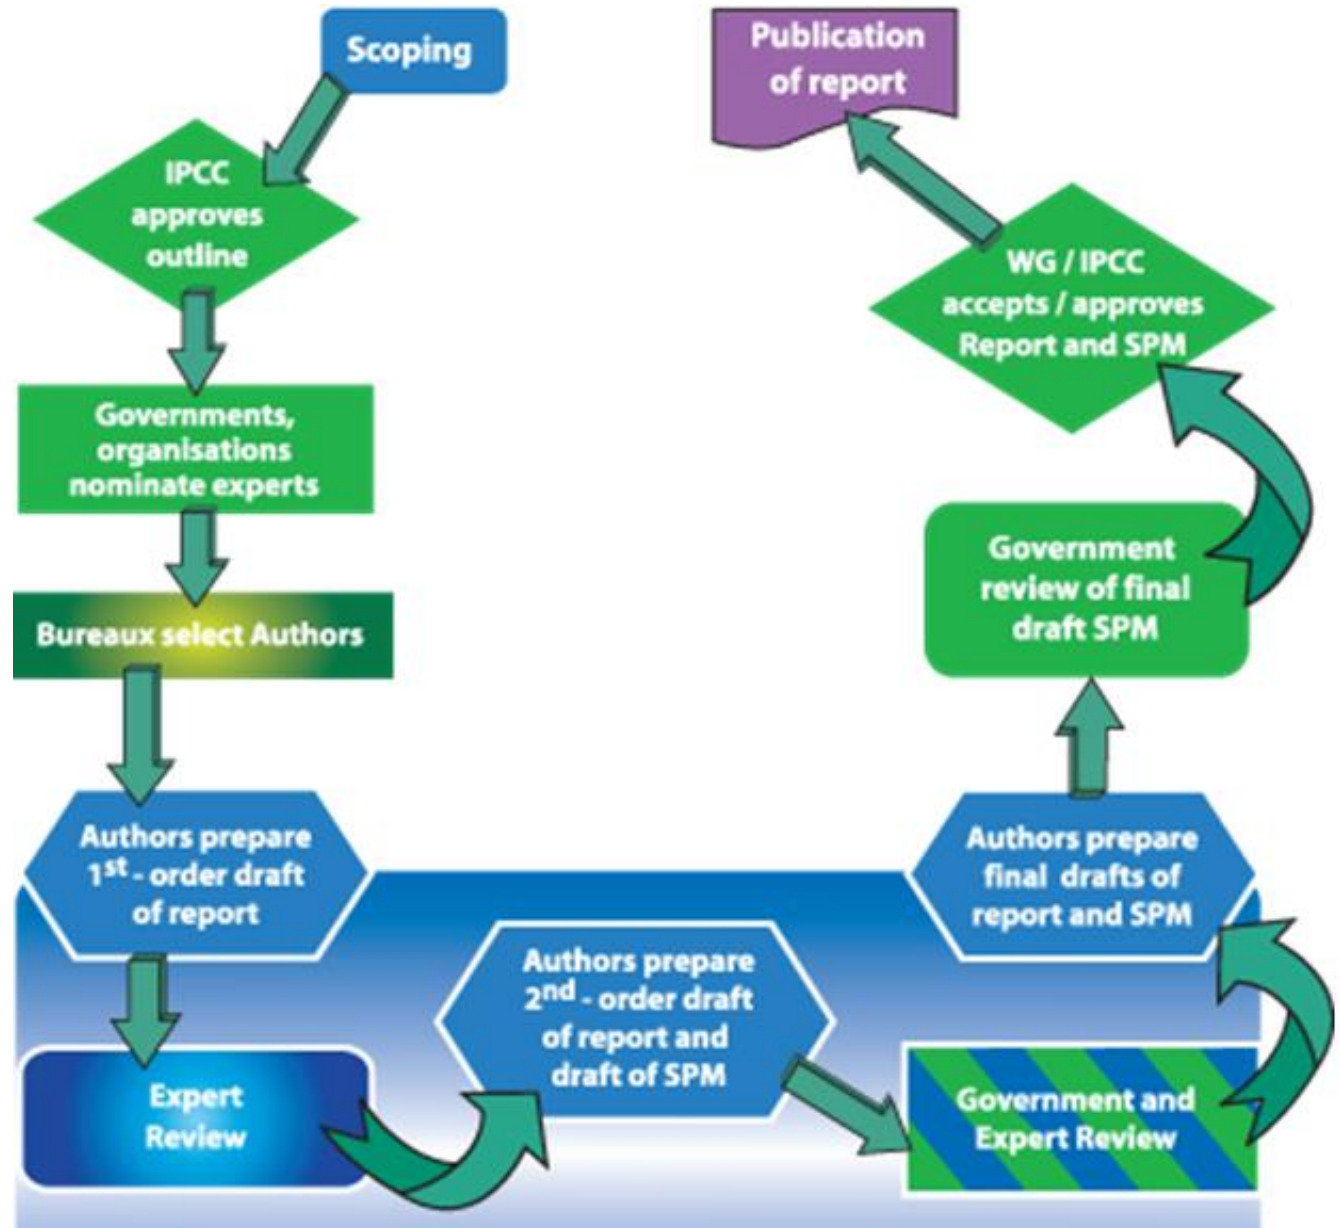 Scoping
IPCC
approves
outline
Governments,
organisations
nominate experts
Bureaux select Authors
Authors prepare
1st - order draft
of report
Expert
Review
Authors prepare
2nd - order draft
of report and
draft of SPM
Government and
Expert Review
Authors prepare
final drafts of
report and SPM
Government
review of final
draft SPM
WG / IPCC
accepts / approves
Report and SPM
Publication
of report